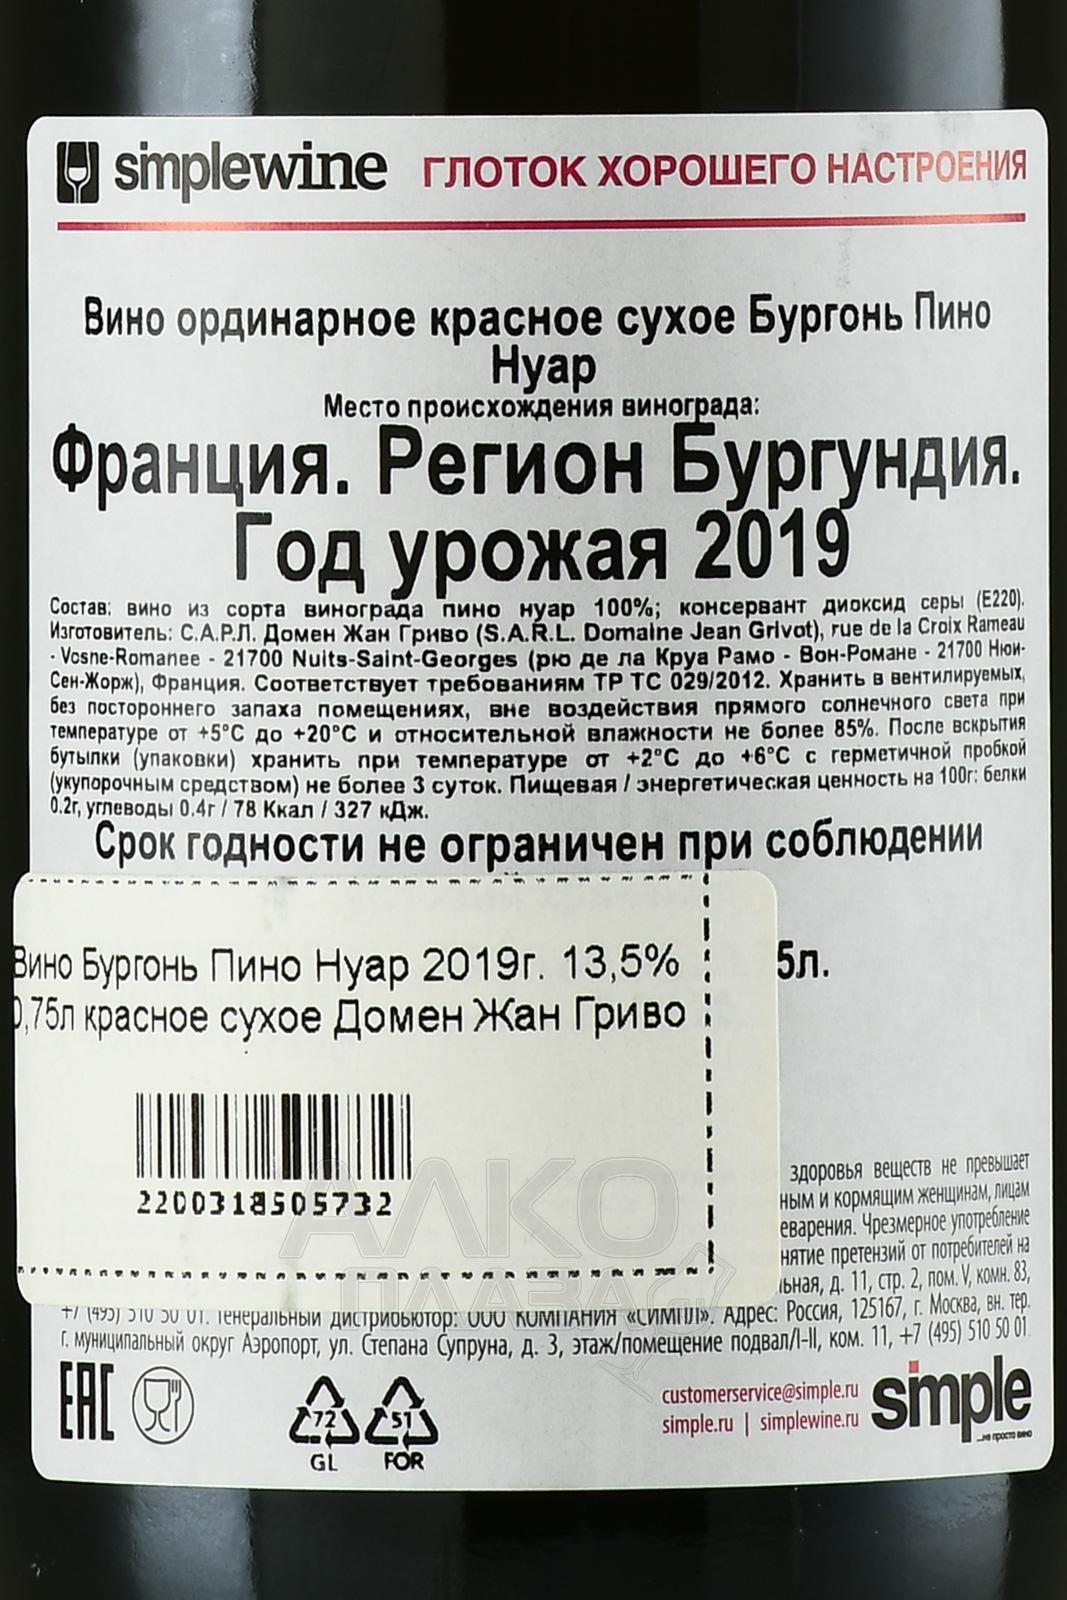 simplewine ГЛОТОК ХОРОШЕГО НАСТРОЕНИЯ
Вино ординарное красное сухое Бургонь Пино
Нуар
Место происхождения винограда:
Франция. Регион Бургундия.
Год урожая 2019
Состав: вино из сорта винограда пино нуар 100%; консервант диоксид серы (E220).
Изготовитель: С.А.Р.Л. Домен Жан Гриво (S.A.R.L. Domaine Jean Grivot), rue de la Croix Rameau
- Vosne-Romanee - 21700 Nuits-Saint-Georges (рю де ла Круа Рамо - Вон-Романе - 21700 Нюи-
Сен-Жорж), Франция. Соответствует требованиям ТР ТС 029/2012. Хранить в вентилируемых,
без постороннего запаха помещениях, вне воздействия прямого солнечного света при
температуре от +5°C до +20°C и относительной влажности не более 85%. После вскрытия
бутылки (упаковки) хранить при температуре от +2°C до +6°C с герметичной пробкой
(укупорочным средством) не более 3 суток. Пищевая / энергетическая ценность на 100г: белки
0.2г, углеводы 0.4г / 78 Ккал / 327 кДж.
Срок годности не ограничен при соблюдении
5л.
Вино Бургонь Пино Нуар 2019г. 13,5%
0,75л красное сухое Домен Жан Гриво
2200318505732
АЛКО
ПЛАЗА
здоровья веществ не превышает
ным и кормящим женщинам, лицам
еварения. Чрезмерное употребление
нятие претензий от потребителей на
ьная, д. 11, стр. 2, пом. V, комн. 83,
+7 (495) 510 50 01. Генеральный дистрибьютор: ООО КОМПАНИЯ «СИМПЛ». Адрес: Россия, 125167, г. Москва, вн. тер.
г. муниципальный округ Аэропорт, ул. Степана Супруна, д. 3, этаж/помещение подвал/I-II, ком. 11, +7 (495) 510 50 01
EAC
72
GL
51
FOR
customerservice@simple.ru
simple.ru | simplewine.ru
simple
...не просто вино